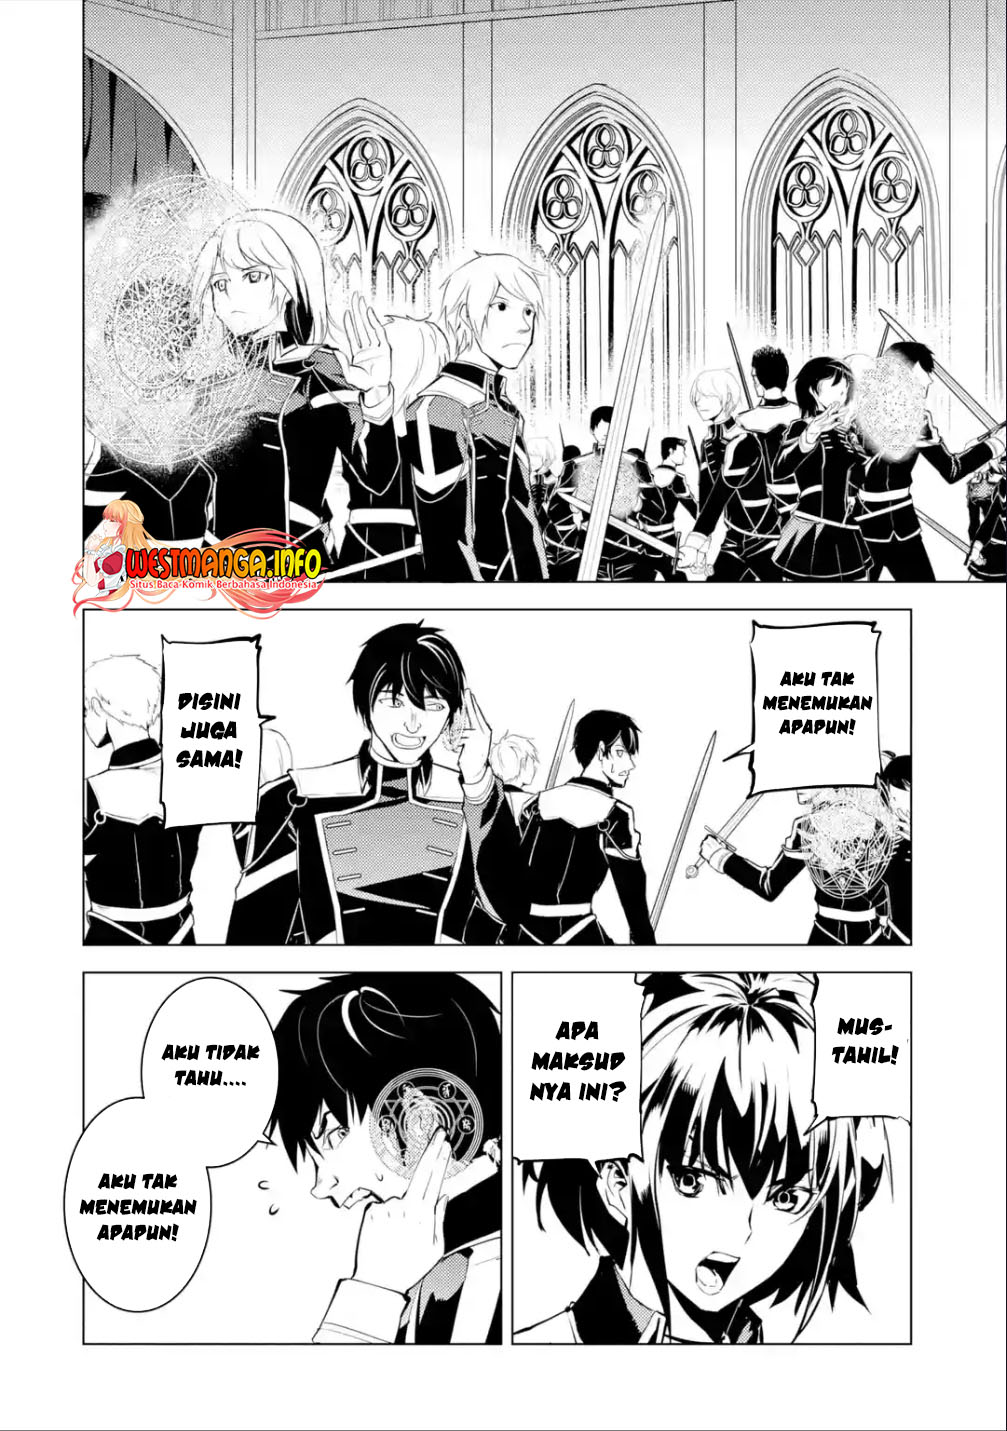 WESTMANGA.INFO
Situs Baca Komik Berbahasa Indonesia
AKU TAK
MENEMUKAN
APAPUN!
DISINI
JUGA
SAMA!
MUS-
TAHIL!
APA
MAKSUD
NYA INI?
AKU TIDAK
TAHU....
AKU TAK
MENEMUKAN
APAPUN!